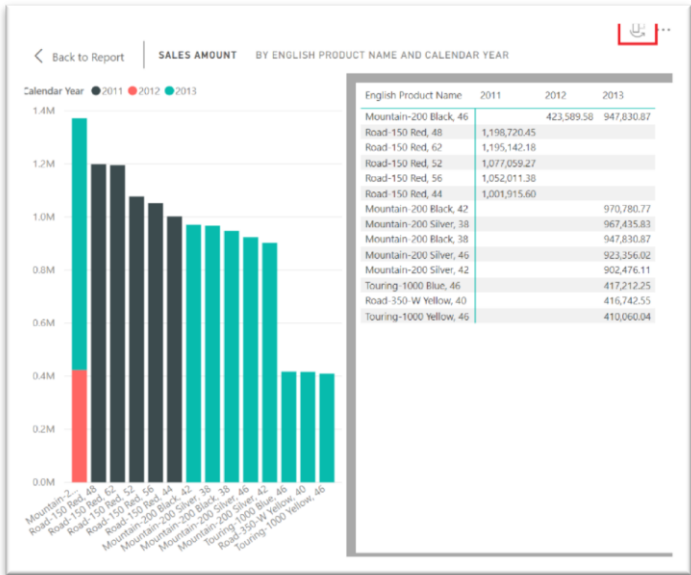 Back to Report SALES AMOUNT BY ENGLISH PRODUCT NAME AND CALENDAR YEAR
Calendar Year 2011 2012 2013
1.4M
1.2M
1.0M
0.8M
0.6M
0.4M
0.2M
0.0M
Mountain-2...
Road-150 Red, 48
Road-150 Red, 62
Road-150 Red, 52
Road-150 Red, 56
Road-150 Red, 44
Mountain-200 Black, 42
Mountain-200 Silver, 38
Mountain-200 Black, 38
Mountain-200 Silver, 46
Mountain-200 Silver, 42
Touring-1000 Blue, 46
Road-350-W Yellow, 40
Touring-1000 Yellow, 46
English Product Name 2011 2012 2013
Mountain-200 Black, 46 423,589.58 947,830.87
Road-150 Red, 48 1,198,720.45
Road-150 Red, 62 1,195,142.18
Road-150 Red, 52 1,077,059.27
Road-150 Red, 56 1,052,011.38
Road-150 Red, 44 1,001,915.60
Mountain-200 Black, 42 970,780.77
Mountain-200 Silver, 38 967,435.83
Mountain-200 Black, 38 947,830.87
Mountain-200 Silver, 46 923,356.02
Mountain-200 Silver, 42 902,476.11
Touring-1000 Blue, 46 417,212.25
Road-350-W Yellow, 40 416,742.55
Touring-1000 Yellow, 46 410,060.04